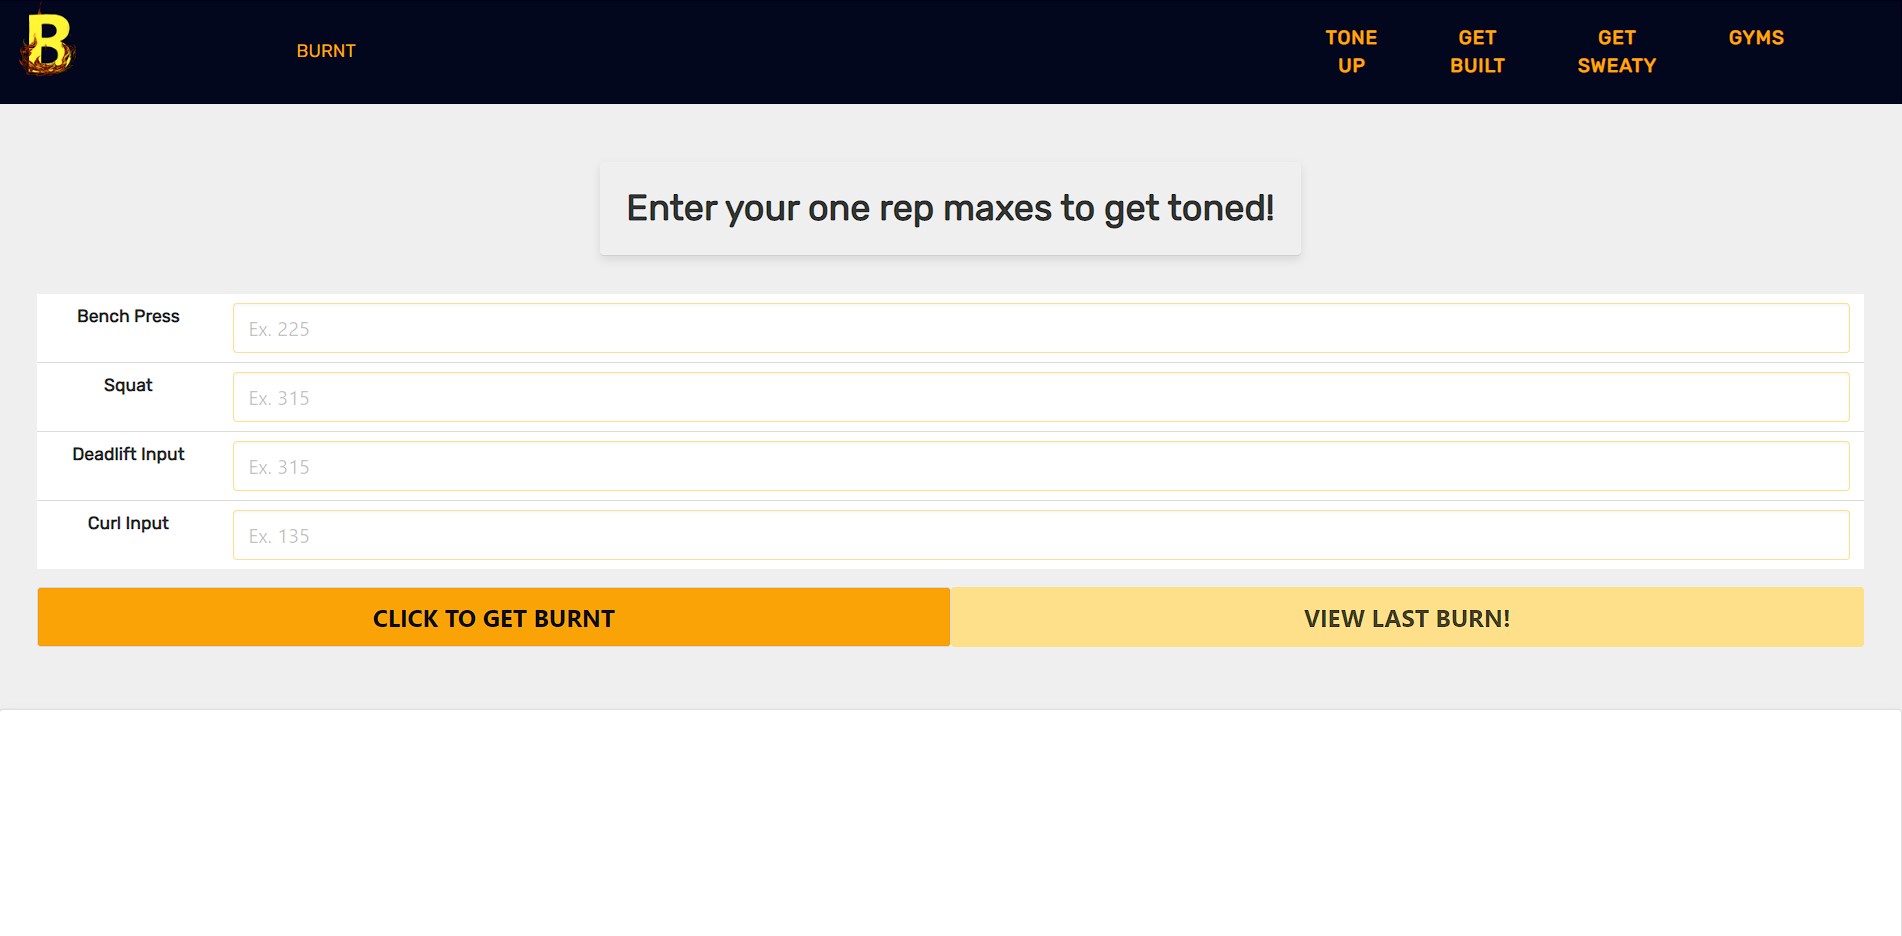 B
BURNT
TONE
UP
GET
BUILT
GET
SWEATY
GYMS
Enter your one rep maxes to get toned!
Bench Press
Ex. 225
Squat
Ex. 315
Deadlift Input
Ex. 315
Curl Input
Ex. 135
CLICK TO GET BURNT
VIEW LAST BURN!